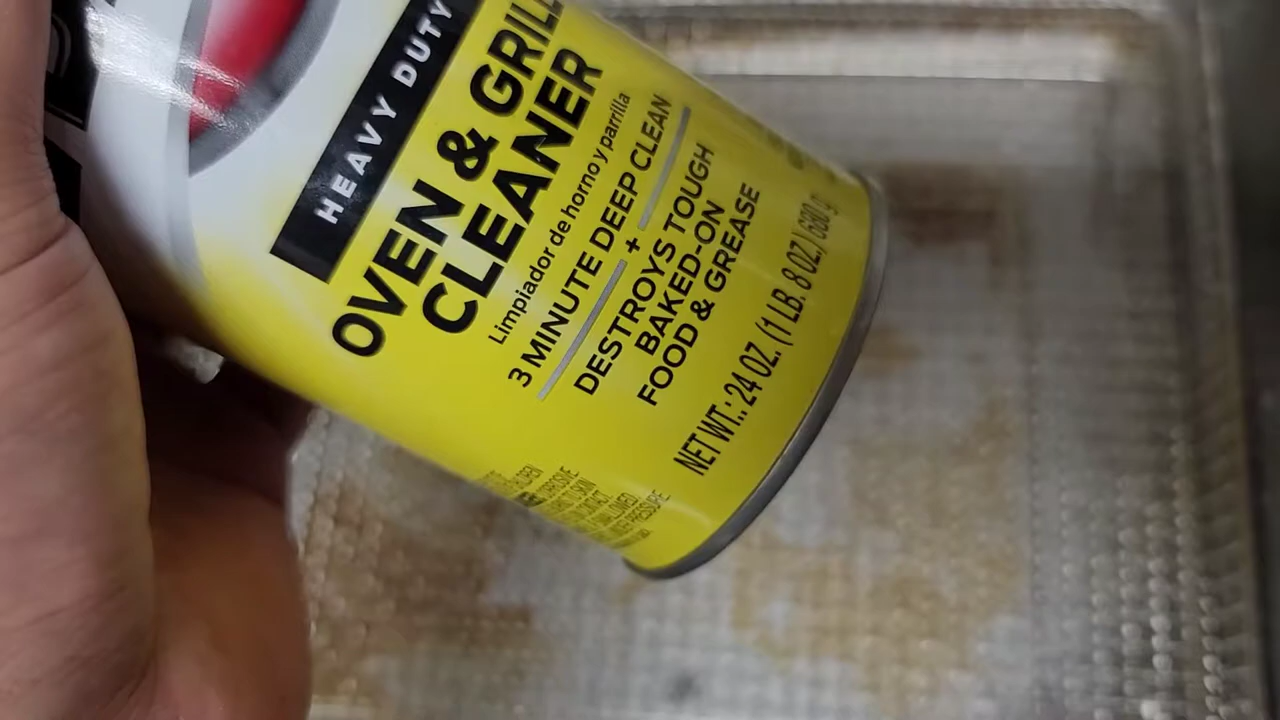 HEAVY DUTY
OVEN & GRILL
CLEANER
Limpiador de horno y parrilla
3 MINUTE DEEP CLEAN
+
DESTROYS TOUGH
BAKED-ON
FOOD & GREASE
NET WT.: 24 OZ. (1 LB. 8 OZ.) 680 g